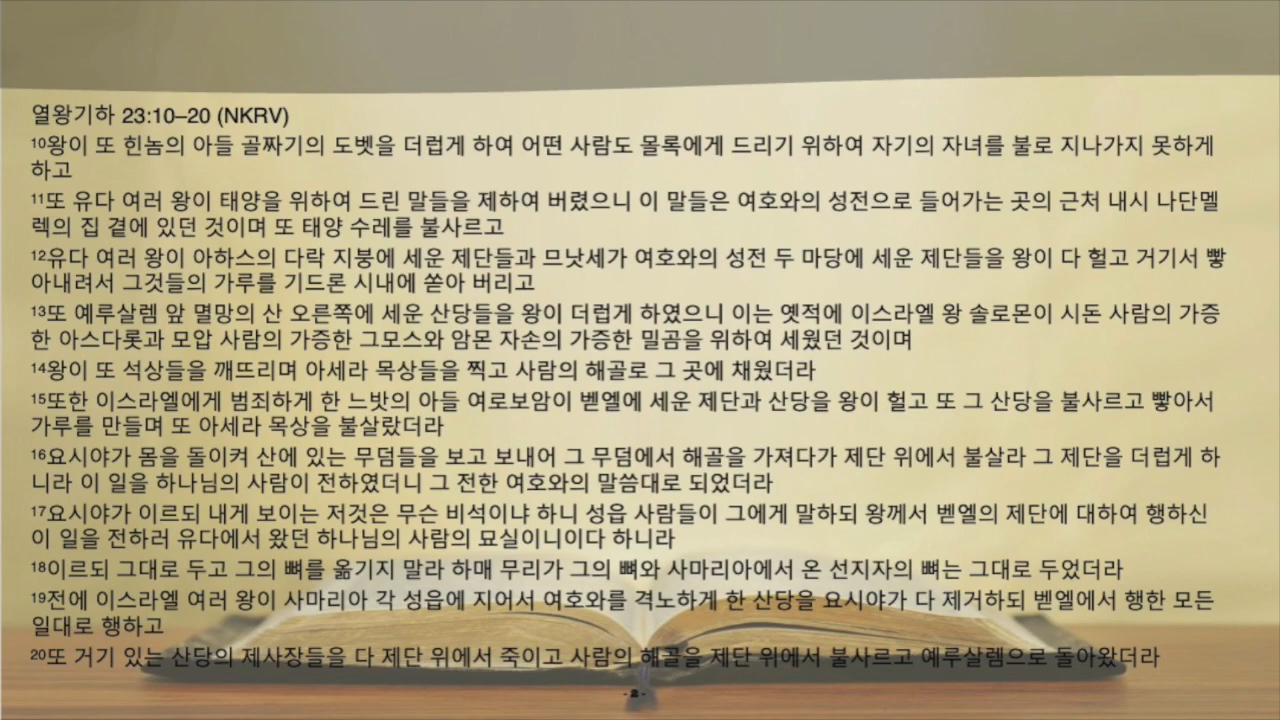 열왕기하 23:10–20 (NKRV)
10왕이 또 힌놈의 아들 골짜기의 도벳을 더럽게 하여 어떤 사람도 몰록에게 드리기 위하여 자기의 자녀를 불로 지나가지 못하게
하고
11또 유다 여러 왕이 태양을 위하여 드린 말들을 제하여 버렸으니 이 말들은 여호와의 성전으로 들어가는 곳의 근처 내시 나단멜
렉의 집 곁에 있던 것이며 또 태양 수레를 불사르고
12유다 여러 왕이 아하스의 다락 지붕에 세운 제단들과 므낫세가 여호와의 성전 두 마당에 세운 제단들을 왕이 다 헐고 거기서 빻
아내려서 그것들의 가루를 기드론 시내에 쏟아 버리고
13또 예루살렘 앞 멸망의 산 오른쪽에 세운 산당들을 왕이 더럽게 하였으니 이는 옛적에 이스라엘 왕 솔로몬이 시돈 사람의 가증
한 아스다롯과 모압 사람의 가증한 그모스와 암몬 자손의 가증한 밀곰을 위하여 세웠던 것이며
14왕이 또 석상들을 깨뜨리며 아세라 목상들을 찍고 사람의 해골로 그 곳에 채웠더라
15또한 이스라엘에게 범죄하게 한 느밧의 아들 여로보암이 벧엘에 세운 제단과 산당을 왕이 헐고 또 그 산당을 불사르고 빻아서
가루를 만들며 또 아세라 목상을 불살랐더라
16요시야가 몸을 돌이켜 산에 있는 무덤들을 보고 보내어 그 무덤에서 해골을 가져다가 제단 위에서 불살라 그 제단을 더럽게 하
니라 이 일을 하나님의 사람이 전하였더니 그 전한 여호와의 말씀대로 되었더라
17요시야가 이르되 내게 보이는 저것은 무슨 비석이냐 하니 성읍 사람들이 그에게 말하되 왕께서 벧엘의 제단에 대하여 행하신
이 일을 전하러 유다에서 왔던 하나님의 사람의 묘실이니이다 하니라
18이르되 그대로 두고 그의 뼈를 옮기지 말라 하매 무리가 그의 뼈와 사마리아에서 온 선지자의 뼈는 그대로 두었더라
19전에 이스라엘 여러 왕이 사마리아 각 성읍에 지어서 여호와를 격노하게 한 산당을 요시야가 다 제거하되 벧엘에서 행한 모든
일대로 행하고
20또 거기 있는 산당의 제사장들을 다 제단 위에서 죽이고 사람의 해골을 제단 위에서 불사르고 예루살렘으로 돌아왔더라